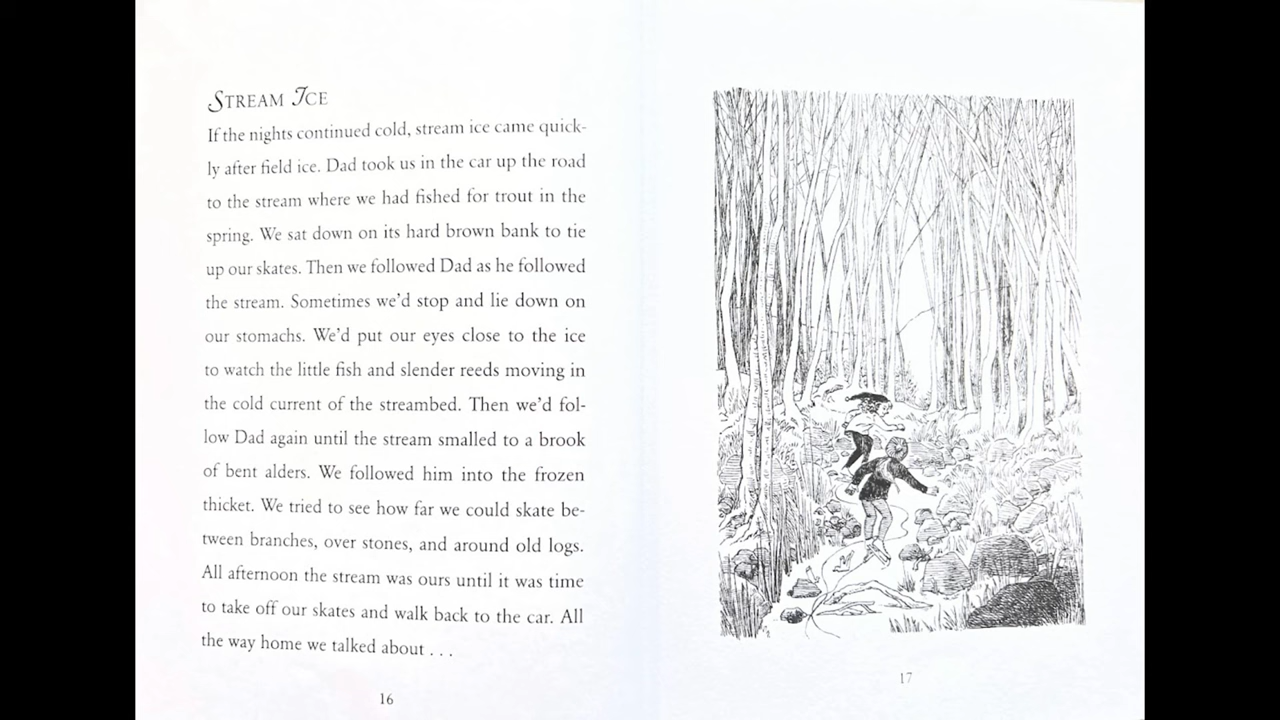 STREAM ICE
If the nights continued cold, stream ice came quick-
ly after field ice. Dad took us in the car up the road
to the stream where we had fished for trout in the
spring. We sat down on its hard brown bank to tie
up our skates. Then we followed Dad as he followed
the stream. Sometimes we'd stop and lie down on
our stomachs. We'd put our eyes close to the ice
to watch the little fish and slender reeds moving in
the cold current of the streambed. Then we'd fol-
low Dad again until the stream smalled to a brook
of bent alders. We followed him into the frozen
thicket. We tried to see how far we could skate be-
tween branches, over stones, and around old logs.
All afternoon the stream was ours until it was time
to take off our skates and walk back to the car. All
the way home we talked about . . .
16
17